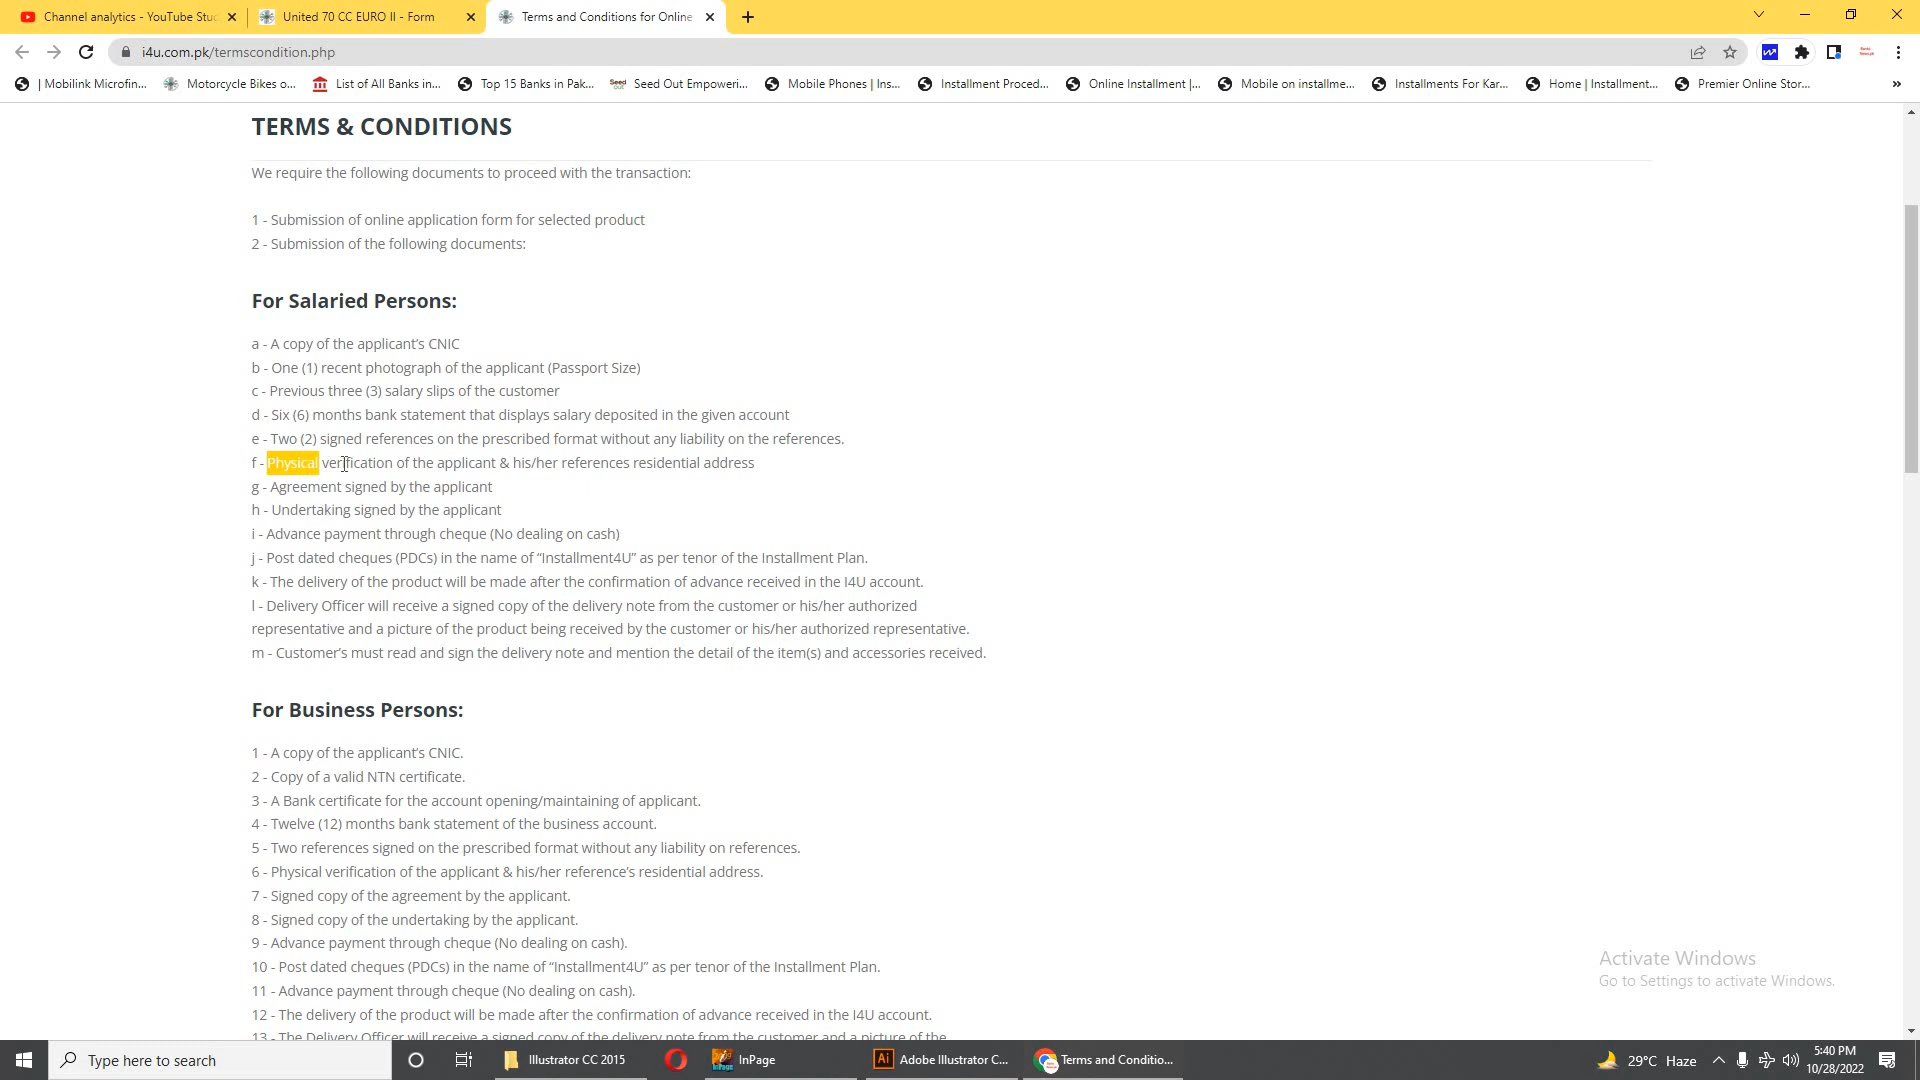 Channel analytics - YouTube Stu
United 70 CC EURO II - Form
Terms and Conditions for Online
i4u.com.pk/termscondition.php
| Mobilink Microfin...
Motorcycle Bikes o...
List of All Banks in...
Top 15 Banks in Pak...
Seed Out Empoweri...
Mobile Phones | Ins...
Installment Proced...
Online Installment |...
Mobile on installme...
Installments For Kar...
Home | Installment...
Premier Online Stor...
»
TERMS & CONDITIONS
We require the following documents to proceed with the transaction:
1 - Submission of online application form for selected product
2 - Submission of the following documents:
For Salaried Persons:
a - A copy of the applicant’s CNIC
b - One (1) recent photograph of the applicant (Passport Size)
c - Previous three (3) salary slips of the customer
d - Six (6) months bank statement that displays salary deposited in the given account
e - Two (2) signed references on the prescribed format without any liability on the references.
f - Physical verification of the applicant & his/her references residential address
g - Agreement signed by the applicant
h - Undertaking signed by the applicant
i - Advance payment through cheque (No dealing on cash)
j - Post dated cheques (PDCs) in the name of “Installment4U” as per tenor of the Installment Plan.
k - The delivery of the product will be made after the confirmation of advance received in the I4U account.
l - Delivery Officer will receive a signed copy of the delivery note from the customer or his/her authorized
representative and a picture of the product being received by the customer or his/her authorized representative.
m - Customer’s must read and sign the delivery note and mention the detail of the item(s) and accessories received.
For Business Persons:
1 - A copy of the applicant’s CNIC.
2 - Copy of a valid NTN certificate.
3 - A Bank certificate for the account opening/maintaining of applicant.
4 - Twelve (12) months bank statement of the business account.
5 - Two references signed on the prescribed format without any liability on references.
6 - Physical verification of the applicant & his/her reference’s residential address.
7 - Signed copy of the agreement by the applicant.
8 - Signed copy of the undertaking by the applicant.
9 - Advance payment through cheque (No dealing on cash).
10 - Post dated cheques (PDCs) in the name of “Installment4U” as per tenor of the Installment Plan.
11 - Advance payment through cheque (No dealing on cash).
12 - The delivery of the product will be made after the confirmation of advance received in the I4U account.
13 - The Delivery Officer will receive a signed copy of the delivery note from the customer and a picture of the
Activate Windows
Go to Settings to activate Windows.
Type here to search
Illustrator CC 2015
InPage
Ai
Adobe Illustrator C...
Terms and Conditio...
29°C Haze
5:40 PM
10/28/2022